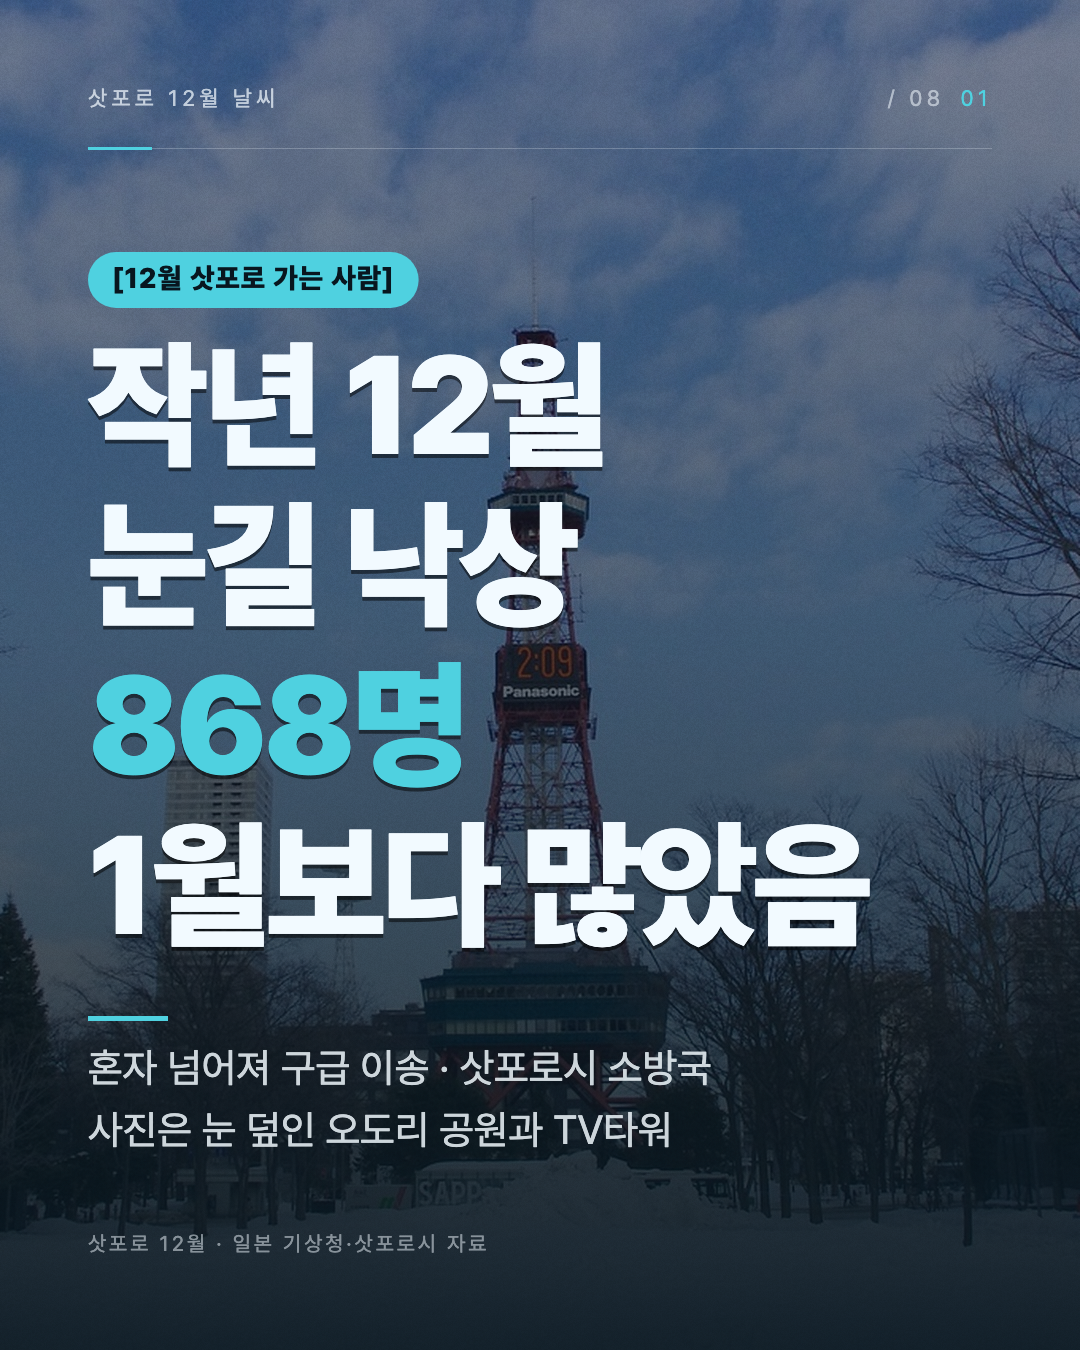 삿포로 12월 날씨
/ 08 01
[12월 삿포로 가는 사람]
작년 12월
눈길 낙상
868명
2:09
Panasonic
1월보다 많았음
혼자 넘어져 구급 이송 · 삿포로시 소방국
사진은 눈 덮인 오도리 공원과 TV타워
SAPP
삿포로 12월 · 일본 기상청·삿포로시 자료